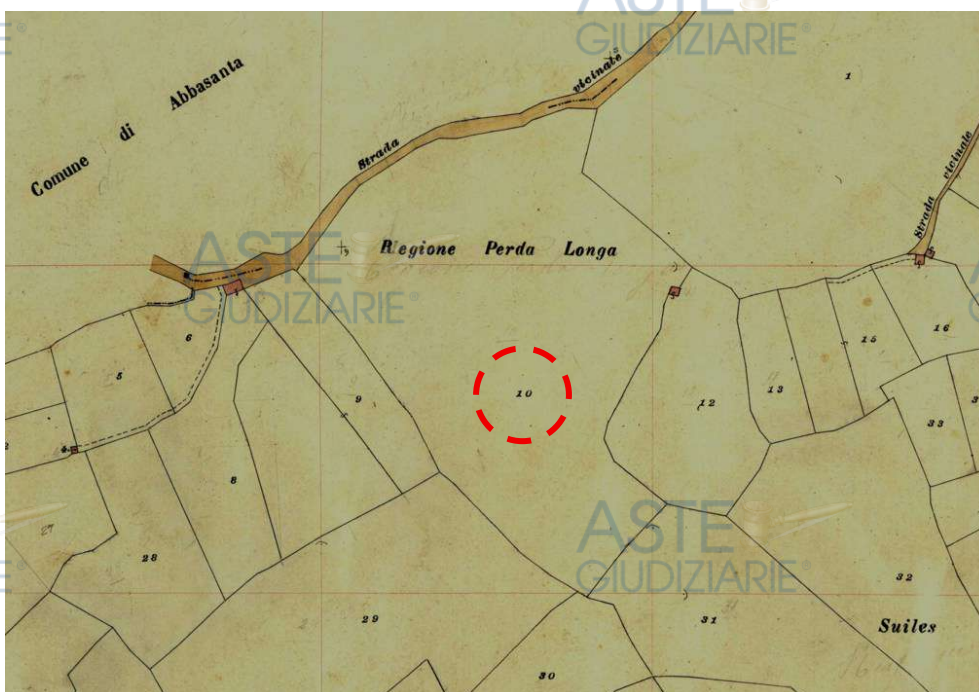 ASTE
GIUDIZIARIE®
Comune di Abbasanta
Strada vicinale
1
Strada vicinale
Regione Perda Longa
ASTE
GIUDIZIARIE®
6
5
9
10
12
13
15
16
33
8
28
27
29
30
31
32
Suiles
ASTE
GIUDIZIARIE®